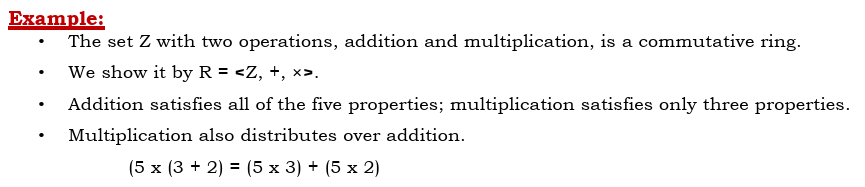 Example:
• The set Z with two operations, addition and multiplication, is a commutative ring.
• We show it by R = <Z, +, ×>.
• Addition satisfies all of the five properties; multiplication satisfies only three properties.
• Multiplication also distributes over addition.
(5 x (3 + 2) = (5 x 3) + (5 x 2)